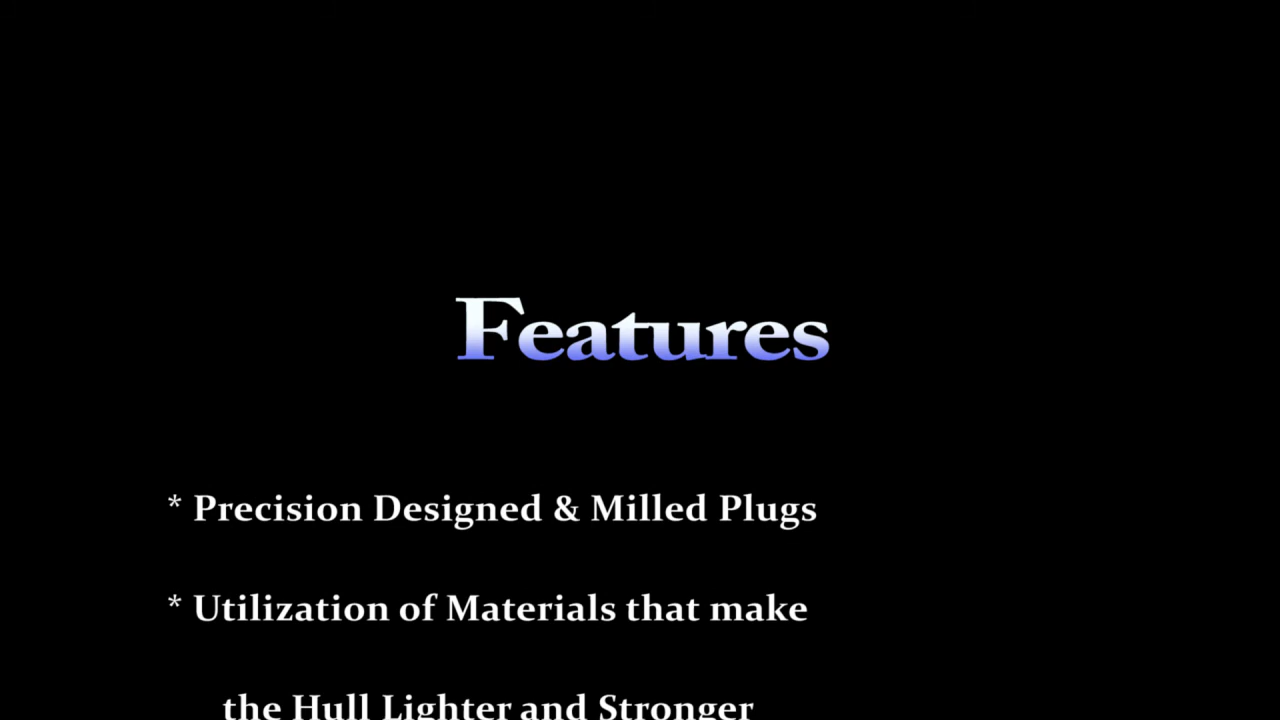 Features
* Precision Designed & Milled Plugs
* Utilization of Materials that make
the Hull Lighter and Stronger